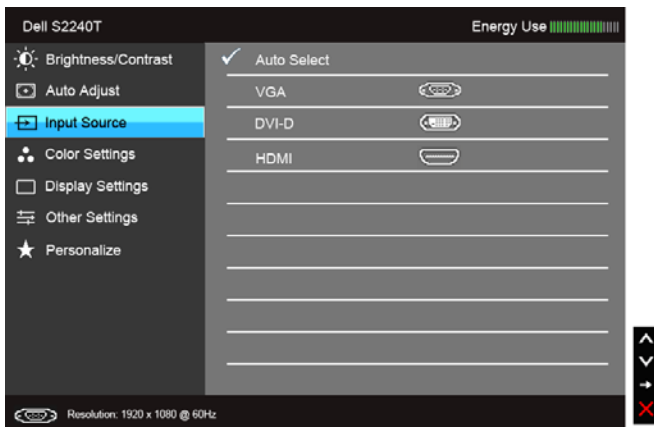 Dell S2240T
Energy Use
Brightness/Contrast
Auto Adjust
Input Source
Color Settings
Display Settings
Other Settings
Personalize
Auto Select
VGA
DVI-D
HDMI
Resolution: 1920 x 1080 @ 60Hz